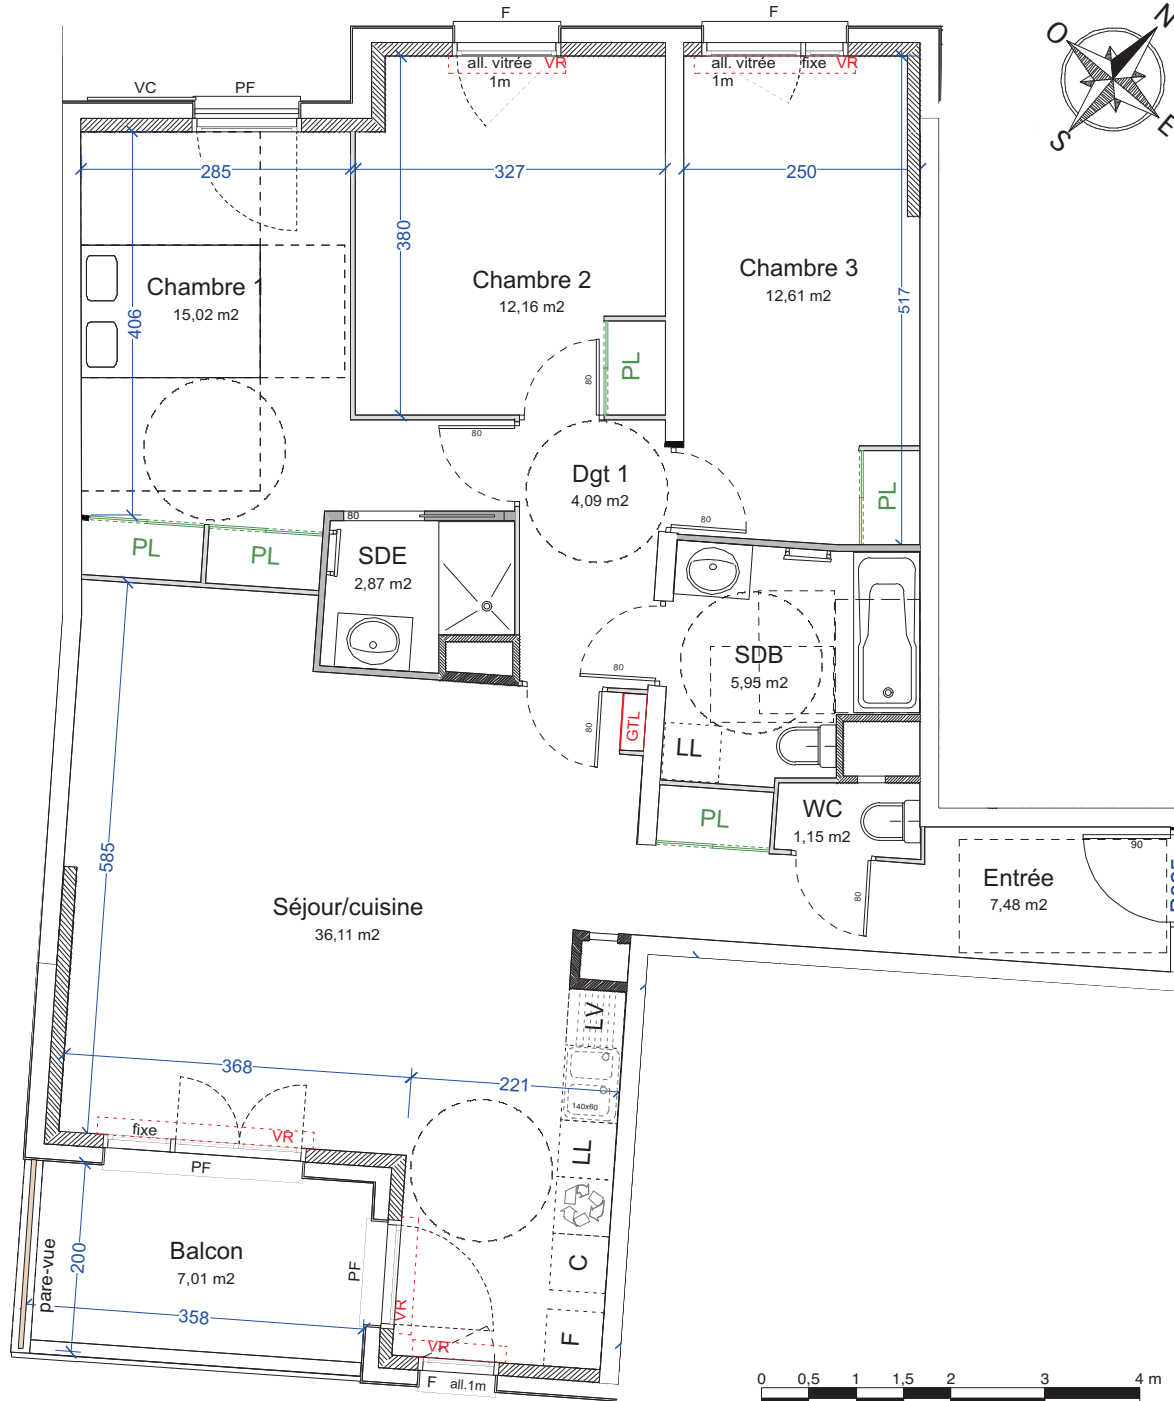 F
F
N
O
E
S
all. vitrée
VR
1m
all. vitrée
fixe
VR
1m
VC
PF
285
327
250
380
406
517
Chambre 1
15,02 m2
Chambre 2
12,16 m2
Chambre 3
12,61 m2
PL
80
80
Dgt 1
4,09 m2
PL
80
80
PL
PL
SDE
2,87 m2
SDB
5,95 m2
80
80
GTL
LL
PL
WC
1,15 m2
80
90
Entrée
7,48 m2
585
Séjour/cuisine
36,11 m2
LV
368
221
140x60
fixe
VR
PF
LL
C
F
pare-vue
200
Balcon
7,01 m2
358
PF
VR
VR
F
all.1m
0
0,5
1
1,5
2
3
4 m